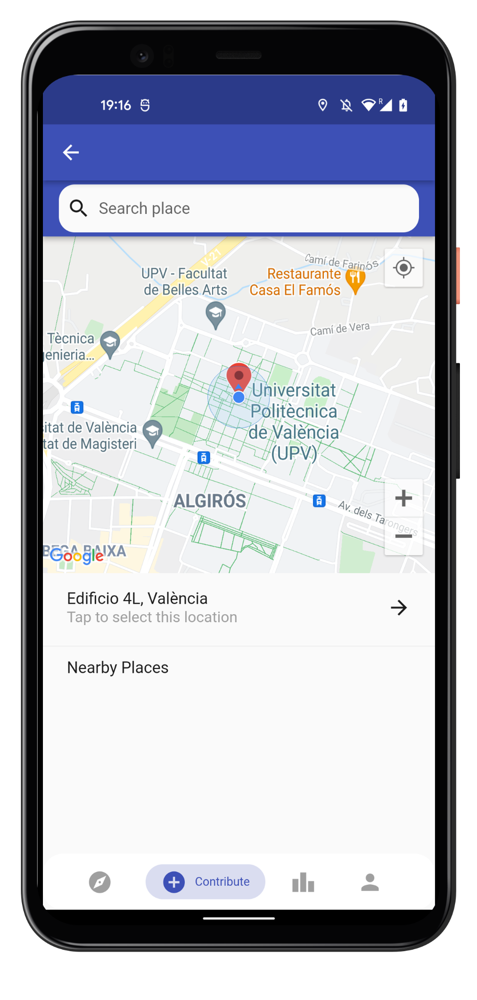 19:16
R
Search place
V-21
Camí de Farinós
UPV - Facultat
de Belles Arts
Restaurante
Casa El Famós
Camí de Vera
Tècnica
genieria...
Universitat
Politècnica
de València
(UPV)
sitat de València
tat de Magisteri
ALGIRÓS
Av. dels Tarongers
BEGA BAIXA
Google
Edificio 4L, València
Tap to select this location
Nearby Places
Contribute